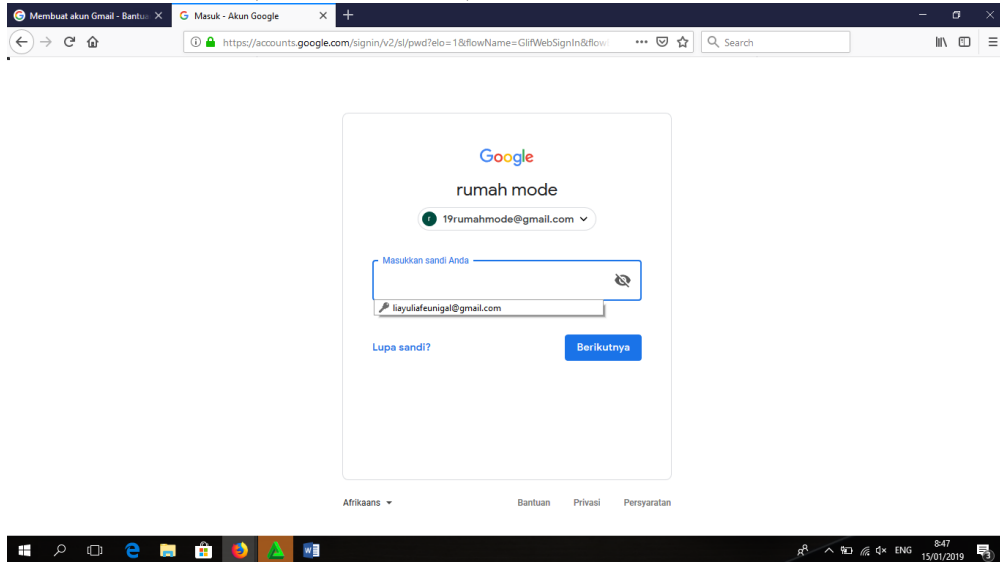 Membuat akun Gmail - Bantua
Masuk - Akun Google
https://accounts.google.com/signin/v2/sl/pwd?elo=1&flowName=GlifWebSignIn&flow
Search
Google
rumah mode
r 19rumahmode@gmail.com
Masukkan sandi Anda
liayuliafeunigal@gmail.com
Lupa sandi?
Berikutnya
Afrikaans
Bantuan Privasi Persyaratan
ENG
8:47
15/01/2019
3